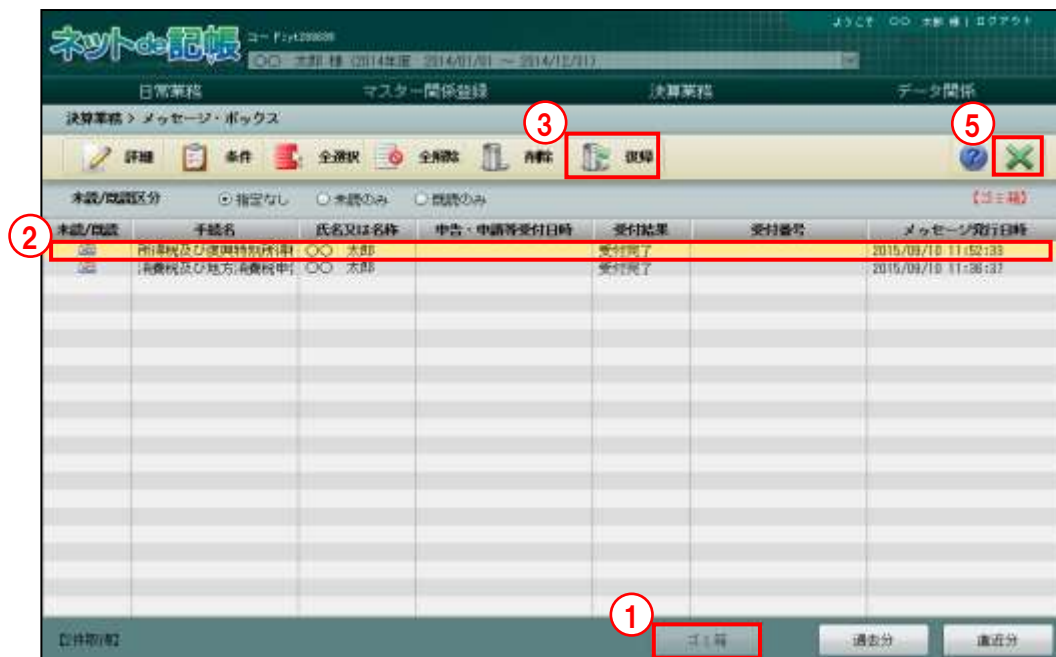 ようこそ 〇〇 太郎 様 | ログアウト
ネットde記帳
〇〇 太郎 様 (2014年度 2014/01/01 ～ 2014/12/31)
日常業務 マスター関係登録 決算業務 データ関係
決算業務 > メッセージ・ボックス
③ ⑤
詳細 条件 全選択 全解除 削除 復帰
未読/既読区分 指定なし 未読のみ 既読のみ 【ゴミ箱】
未読/既読 手続名 氏名又は名称 申告・申請等受付日時 受付結果 受付番号 メッセージ発行日時
② 所得税及び復興特別所得 〇〇 太郎 受付完了 2015/09/10 11:52:33
消費税及び地方消費税申 〇〇 太郎 受付完了 2015/09/10 11:36:37
①
【2件取得】 ゴミ箱 過去分 直近分